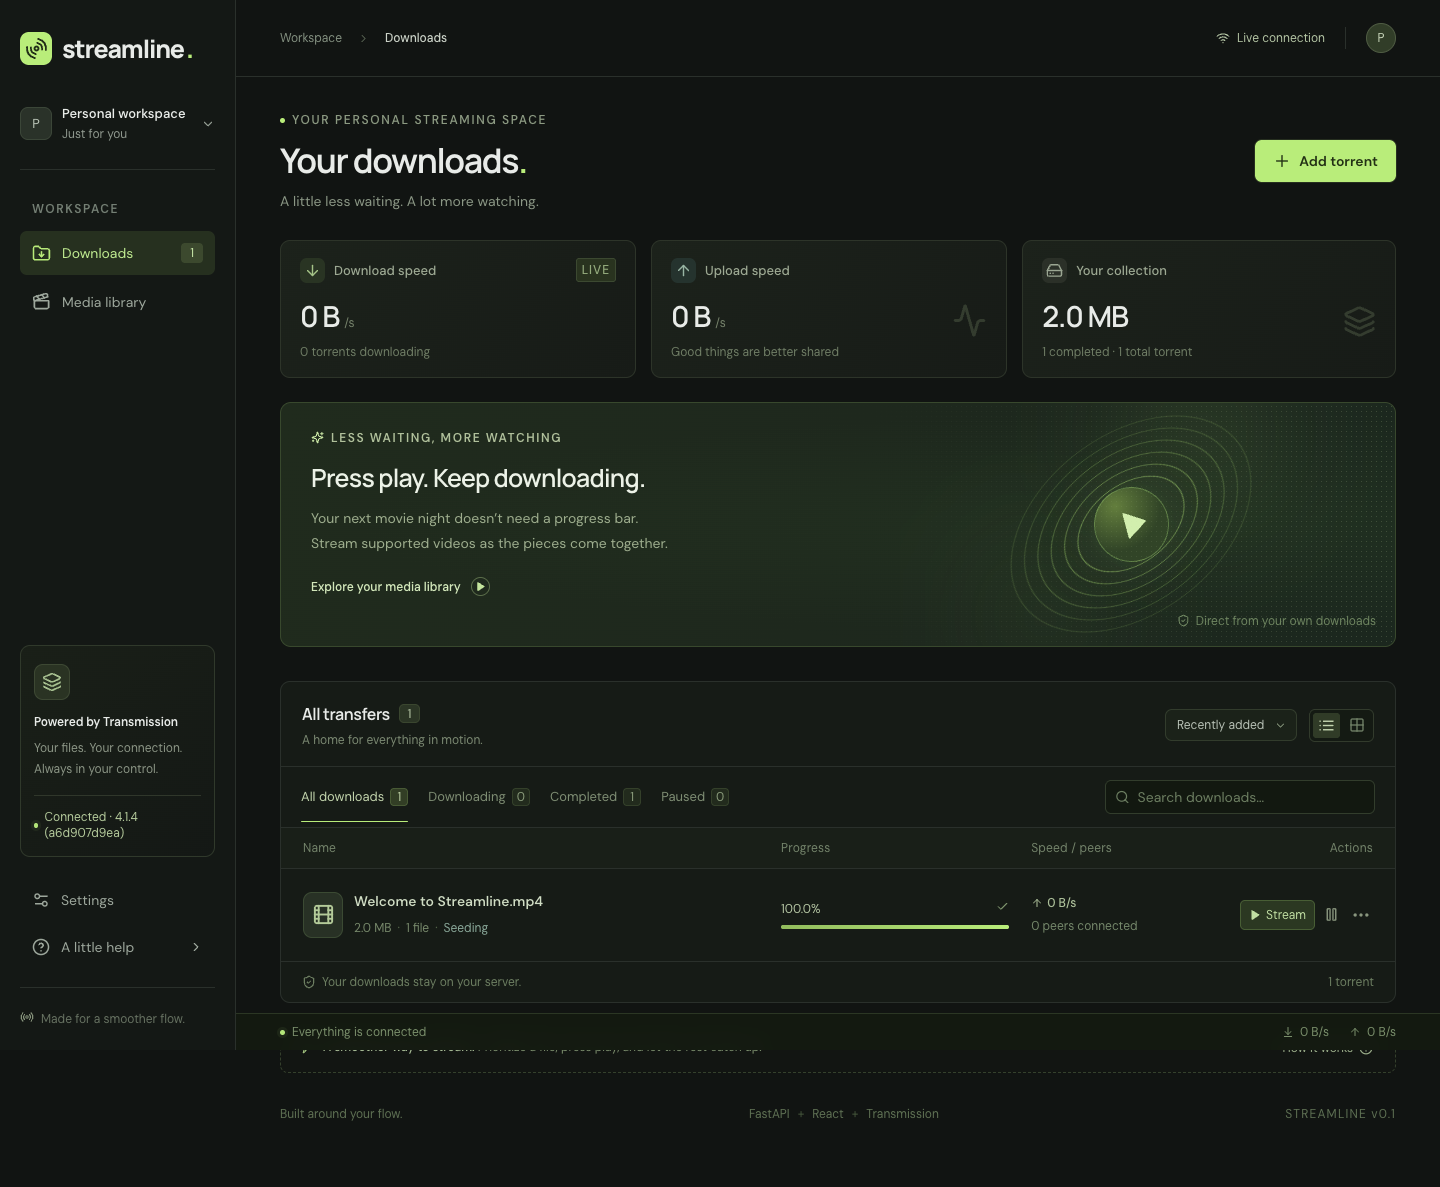 streamline.
Workspace > Downloads
Live connection
P
P
Personal workspace
Just for you
WORKSPACE
Downloads 1
Media library
Powered by Transmission
Your files. Your connection.
Always in your control.
Connected · 4.1.4
(a6d907d9ea)
Settings
A little help
Made for a smoother flow.
YOUR PERSONAL STREAMING SPACE
Your downloads.
A little less waiting. A lot more watching.
Add torrent
Download speed LIVE
0 B /s
0 torrents downloading
Upload speed
0 B /s
Good things are better shared
Your collection
2.0 MB
1 completed · 1 total torrent
LESS WAITING, MORE WATCHING
Press play. Keep downloading.
Your next movie night doesn’t need a progress bar.
Stream supported videos as the pieces come together.
Explore your media library
Direct from your own downloads
All transfers 1
A home for everything in motion.
Recently added
All downloads 1 Downloading 0 Completed 1 Paused 0
Search downloads...
Name Progress Speed / peers Actions
Welcome to Streamline.mp4
2.0 MB · 1 file · Seeding
100.0%
↑ 0 B/s
0 peers connected
Stream
Your downloads stay on your server.
1 torrent
Everything is connected
0 B/s ↑ 0 B/s
Built around your flow.
FastAPI + React + Transmission
STREAMLINE v0.1